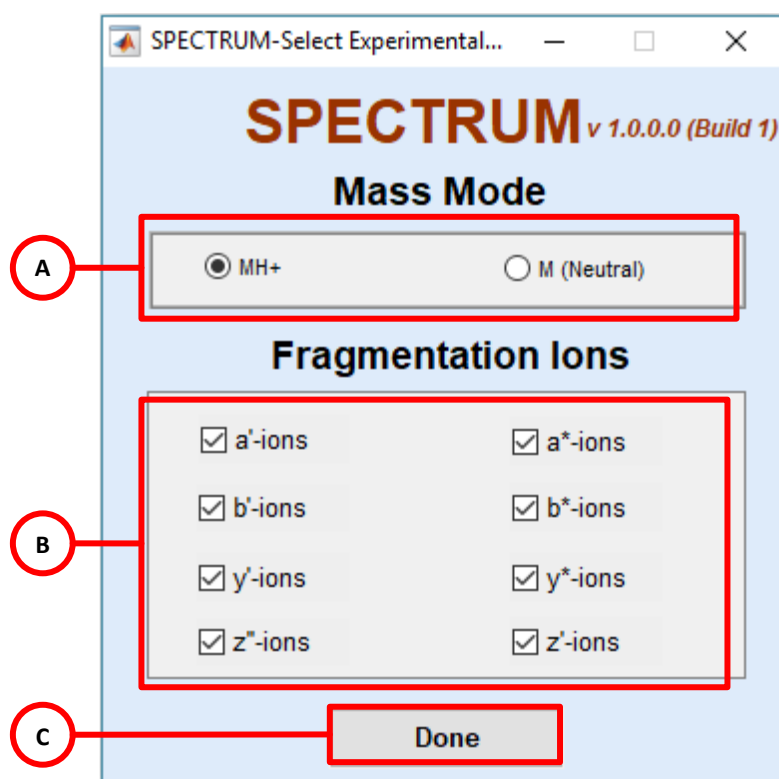 SPECTRUM-Select Experimental...
SPECTRUM v 1.0.0.0 (Build 1)
Mass Mode
A
MH+ M (Neutral)
Fragmentation Ions
a'-ions a*-ions
b'-ions b*-ions
B
y'-ions y*-ions
z"-ions z'-ions
C
Done